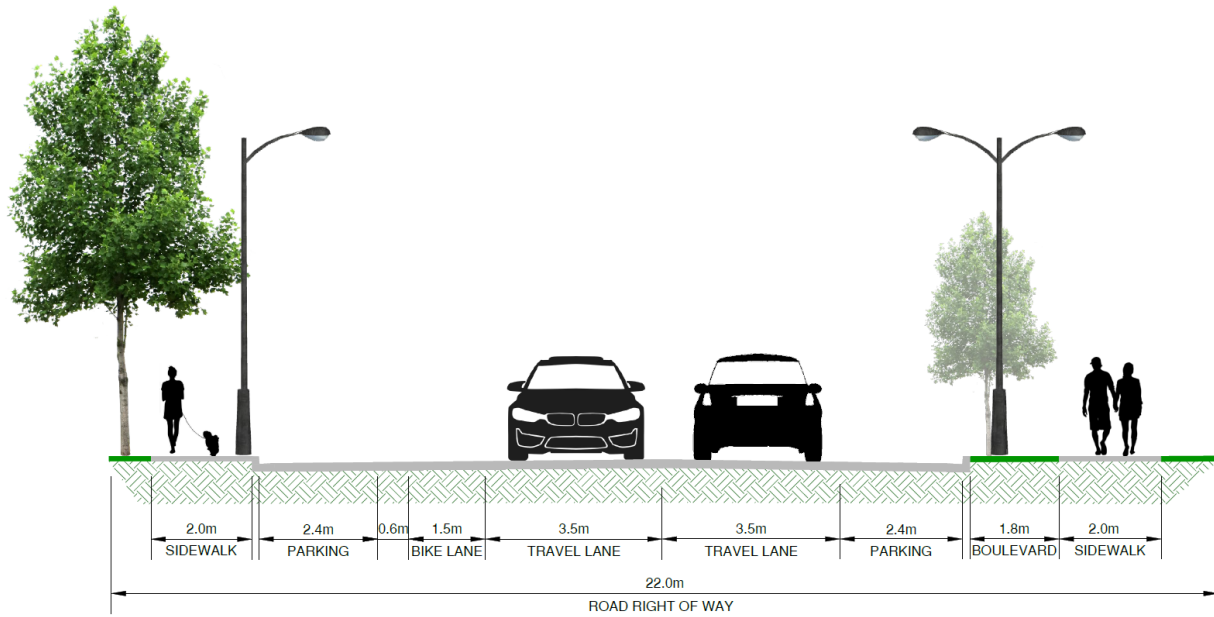 2.0m
SIDEWALK
2.4m
PARKING
0.6m
1.5m
BIKE LANE
3.5m
TRAVEL LANE
3.5m
TRAVEL LANE
2.4m
PARKING
1.8m
BOULEVARD
2.0m
SIDEWALK
22.0m
ROAD RIGHT OF WAY